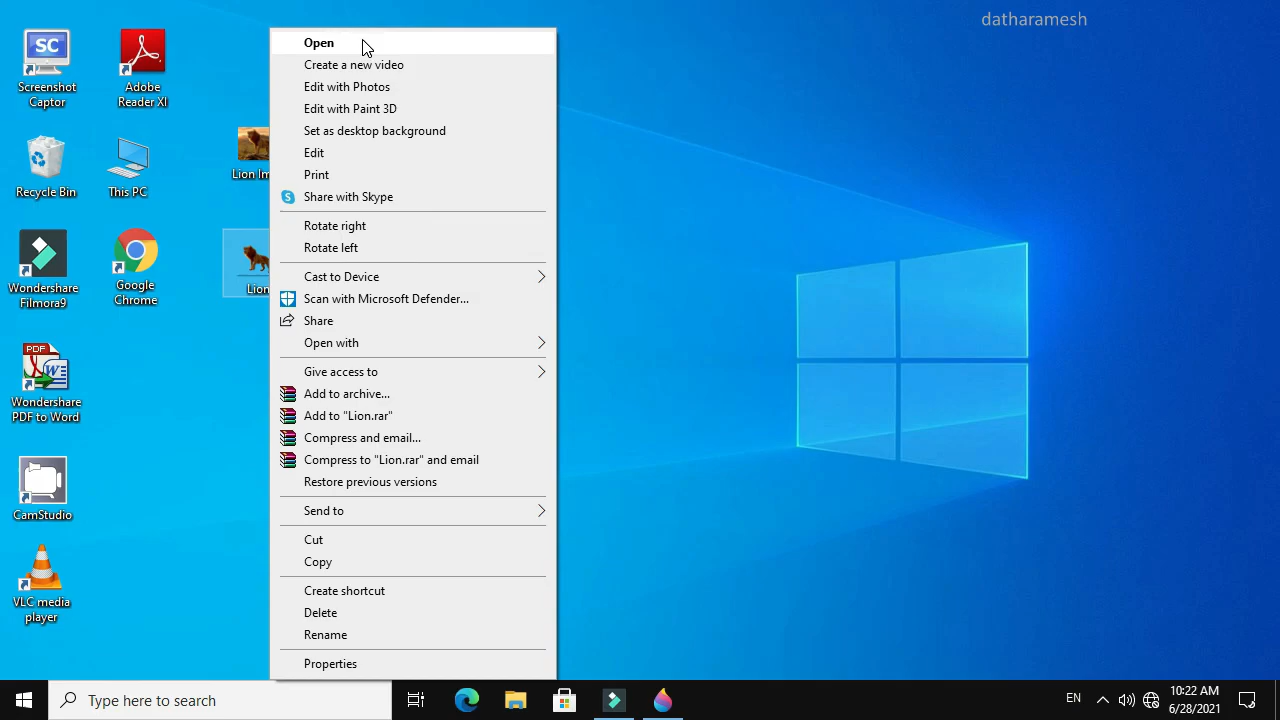 datharamesh
Screenshot
Captor
Adobe
Reader XI
Recycle Bin
This PC
Wondershare
Filmora9
Google
Chrome
PDF
Wondershare
PDF to Word
CamStudio
VLC media
player
Lion
Lion
Open
Create a new video
Edit with Photos
Edit with Paint 3D
Set as desktop background
Edit
Print
Share with Skype
Rotate right
Rotate left
Cast to Device
Scan with Microsoft Defender...
Share
Open with
Give access to
Add to archive...
Add to "Lion.rar"
Compress and email...
Compress to "Lion.rar" and email
Restore previous versions
Send to
Cut
Copy
Create shortcut
Delete
Rename
Properties
Type here to search
EN
10:22 AM
6/28/2021